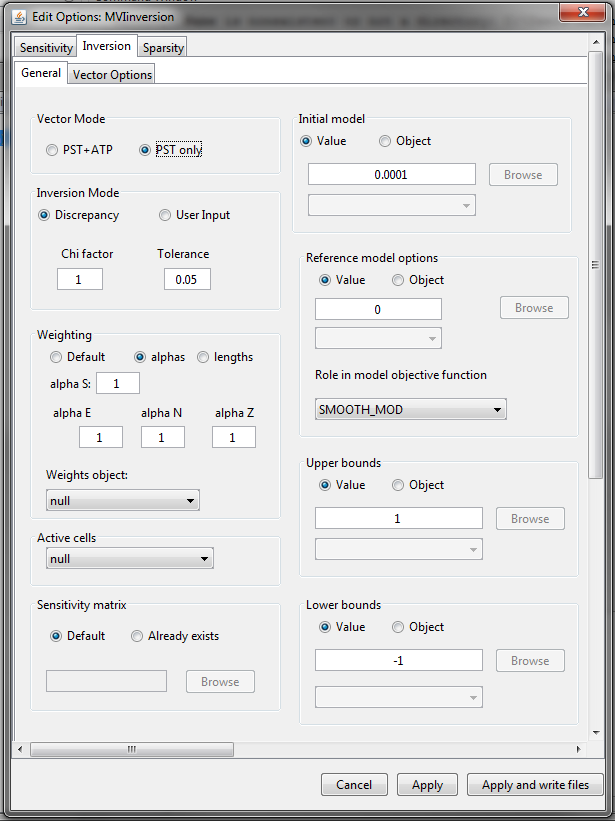 Edit Options: MVIinversion
Sensitivity Inversion Sparsity
General Vector Options
Vector Mode
PST+ATP PST only
Inversion Mode
Discrepancy User Input
Chi factor Tolerance
1 0.05
Weighting
Default alphas lengths
alpha S: 1
alpha E alpha N alpha Z
1 1 1
Weights object:
null
Active cells
null
Sensitivity matrix
Default Already exists
Browse
Initial model
Value Object
0.0001 Browse
Reference model options
Value Object
0 Browse
Role in model objective function
SMOOTH_MOD
Upper bounds
Value Object
1 Browse
Lower bounds
Value Object
-1 Browse
Cancel Apply Apply and write files